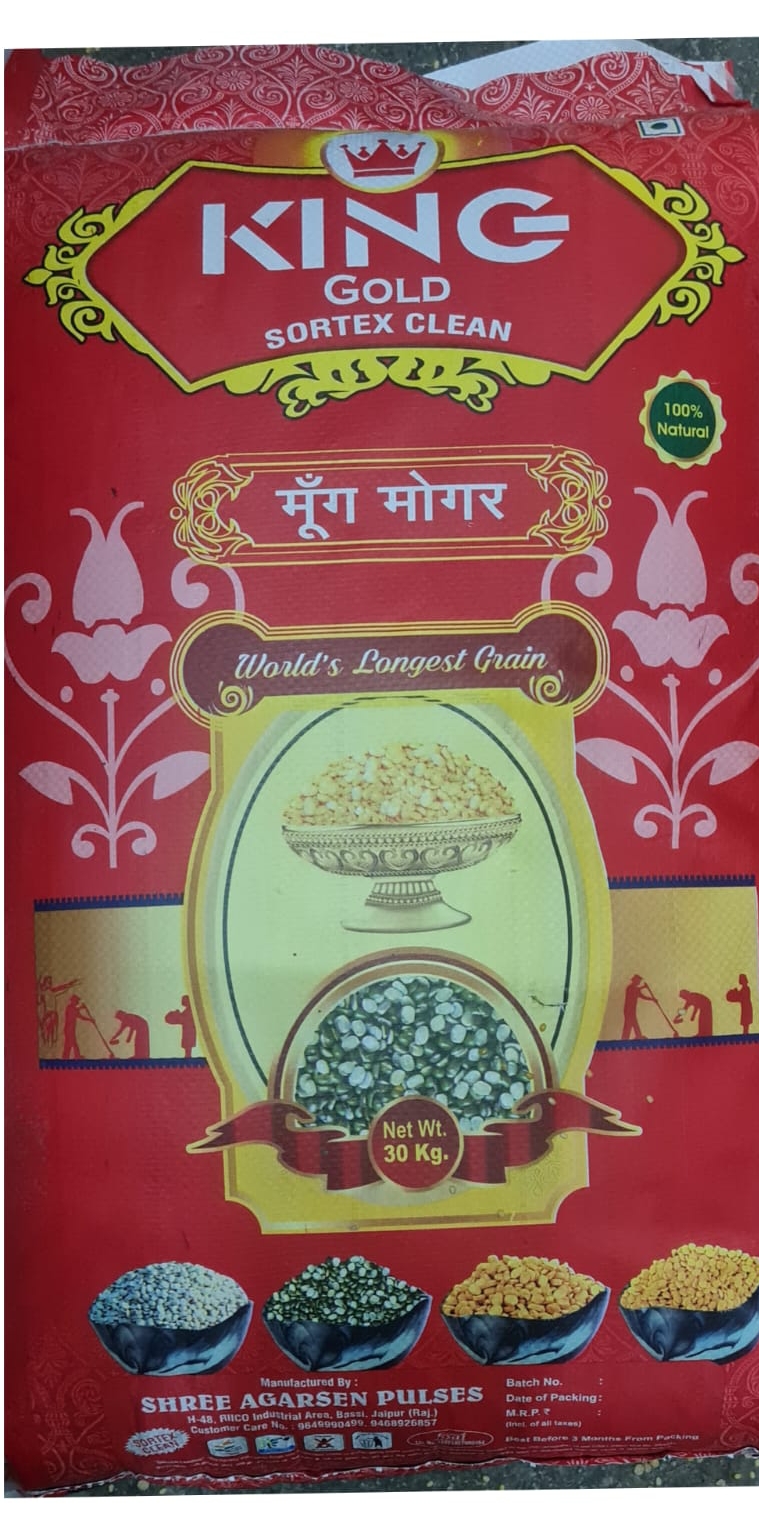 KING
GOLD
SORTEX CLEAN
100%
Natural
मूँग मोगर
World's Longest Grain
Net Wt.
30 Kg.
Manufactured By :
SHREE AGARSEN PULSES
H-48, RIICO Industrial Area, Bassi, Jaipur (Raj.)
Customer Care No. : 9649990499, 9468926857
SORTEX
CLEAN
Batch No. :
Date of Packing:
M.R.P. ₹ :
(Incl. of all taxes)
Best Before 3 Months From Packing